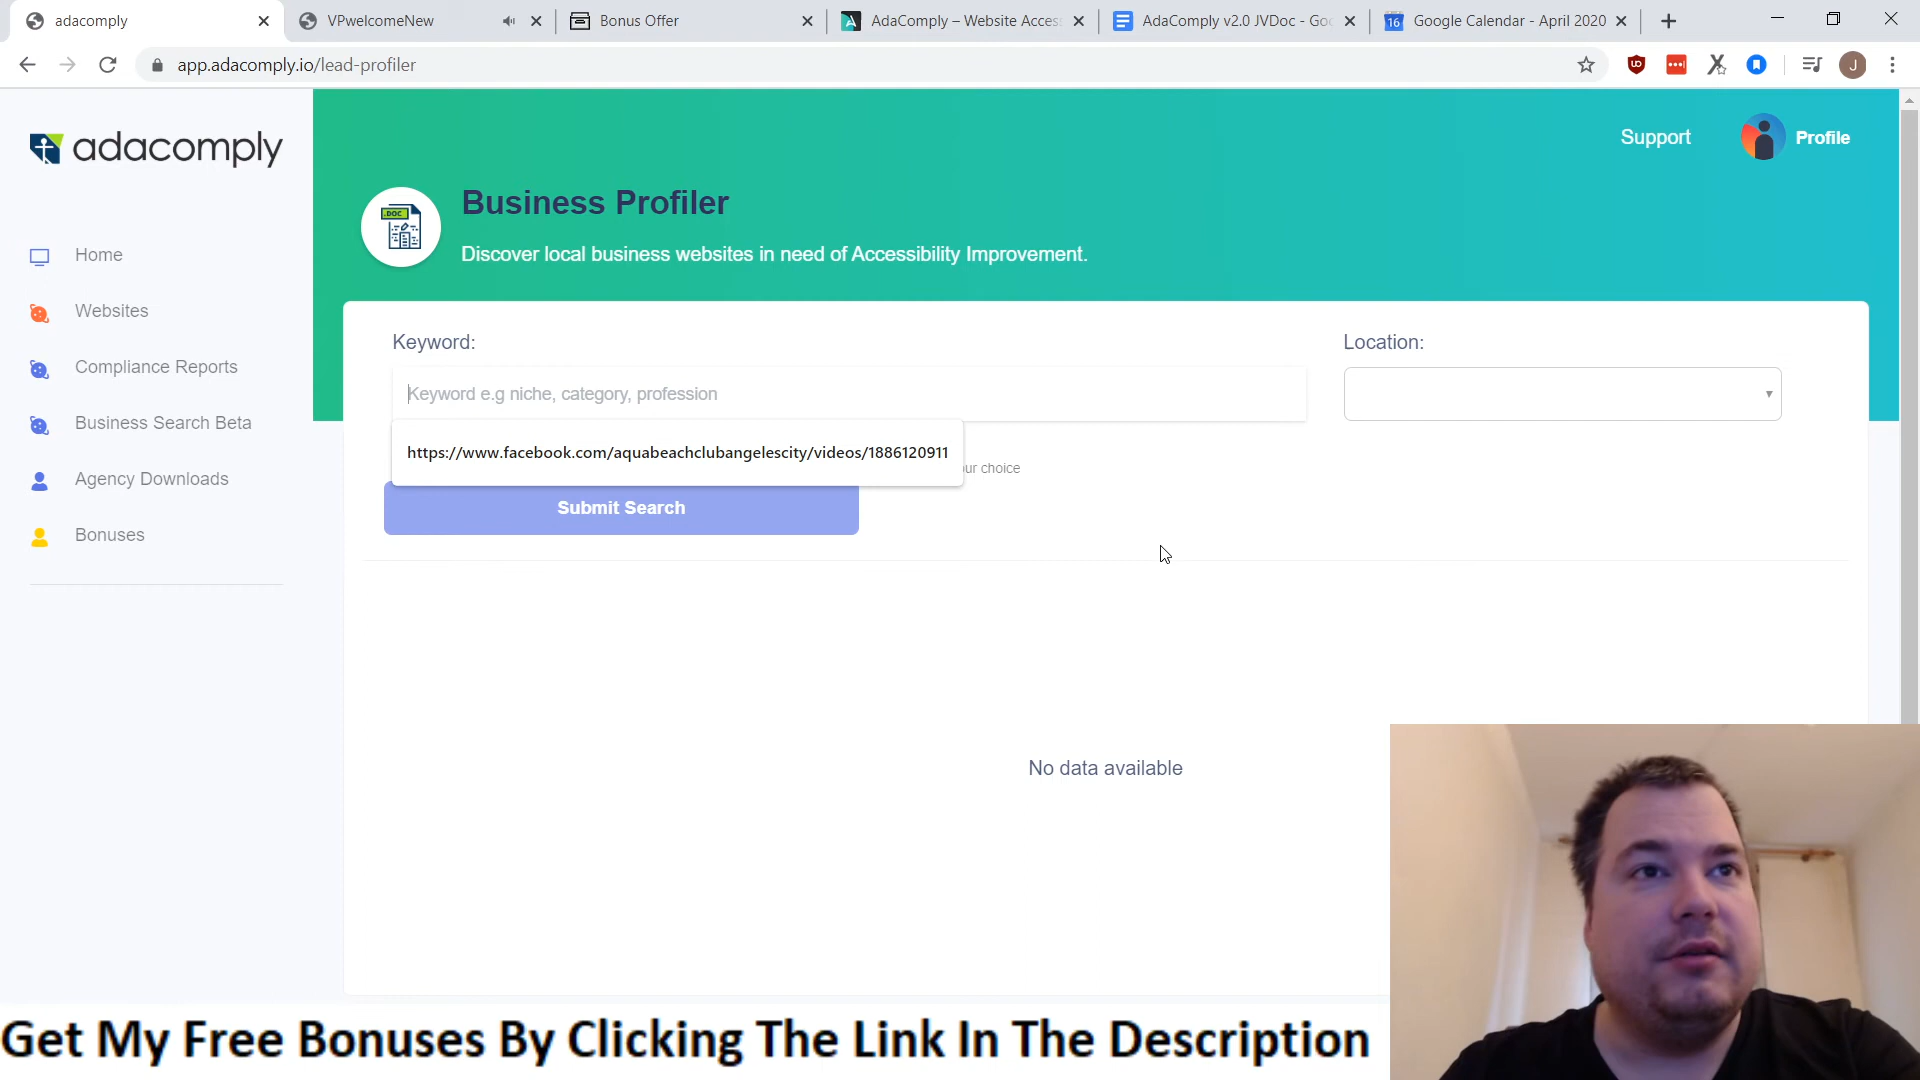 adacomply
VPwelcomeNew
Bonus Offer
AdaComply – Website Acces
AdaComply v2.0 JVDoc - Goo
16
Google Calendar - April 2020
app.adacomply.io/lead-profiler
J
adacomply
Support
Profile
.DOC
Business Profiler
Discover local business websites in need of Accessibility Improvement.
Home
Websites
Compliance Reports
Business Search Beta
Agency Downloads
Bonuses
Keyword:
Location:
Keyword e.g niche, category, profession
https://www.facebook.com/aquabeachclubangelescity/videos/1886120911
ur choice
Submit Search
No data available
Get My Free Bonuses By Clicking The Link In The Description